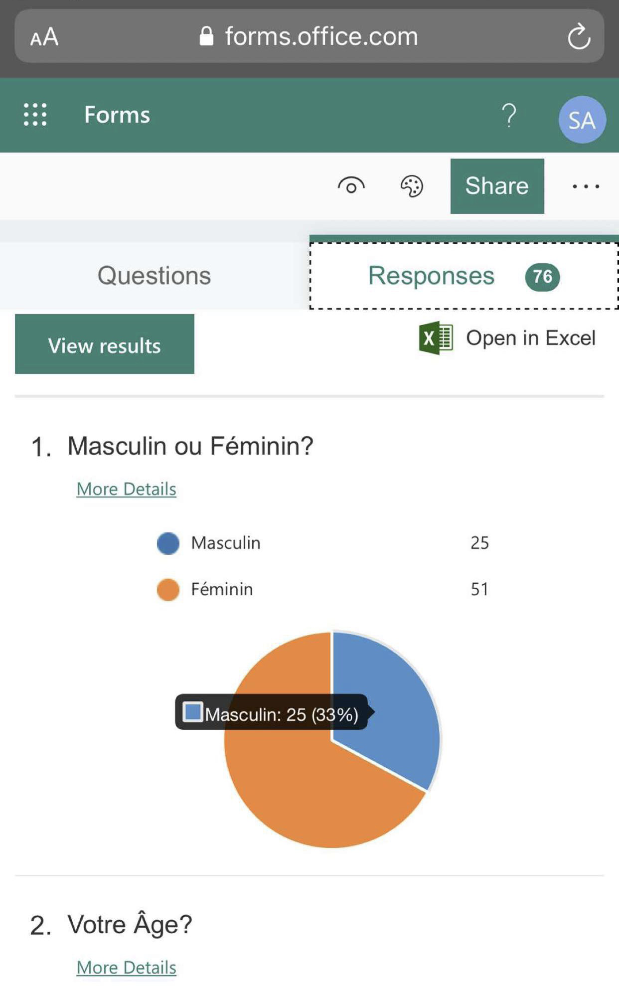 AA forms.office.com
Forms ? SA
Share ...
Questions Responses 76
View results Open in Excel
1. Masculin ou Féminin?
More Details
Masculin 25
Féminin 51
Masculin: 25 (33%)
2. Votre Âge?
More Details